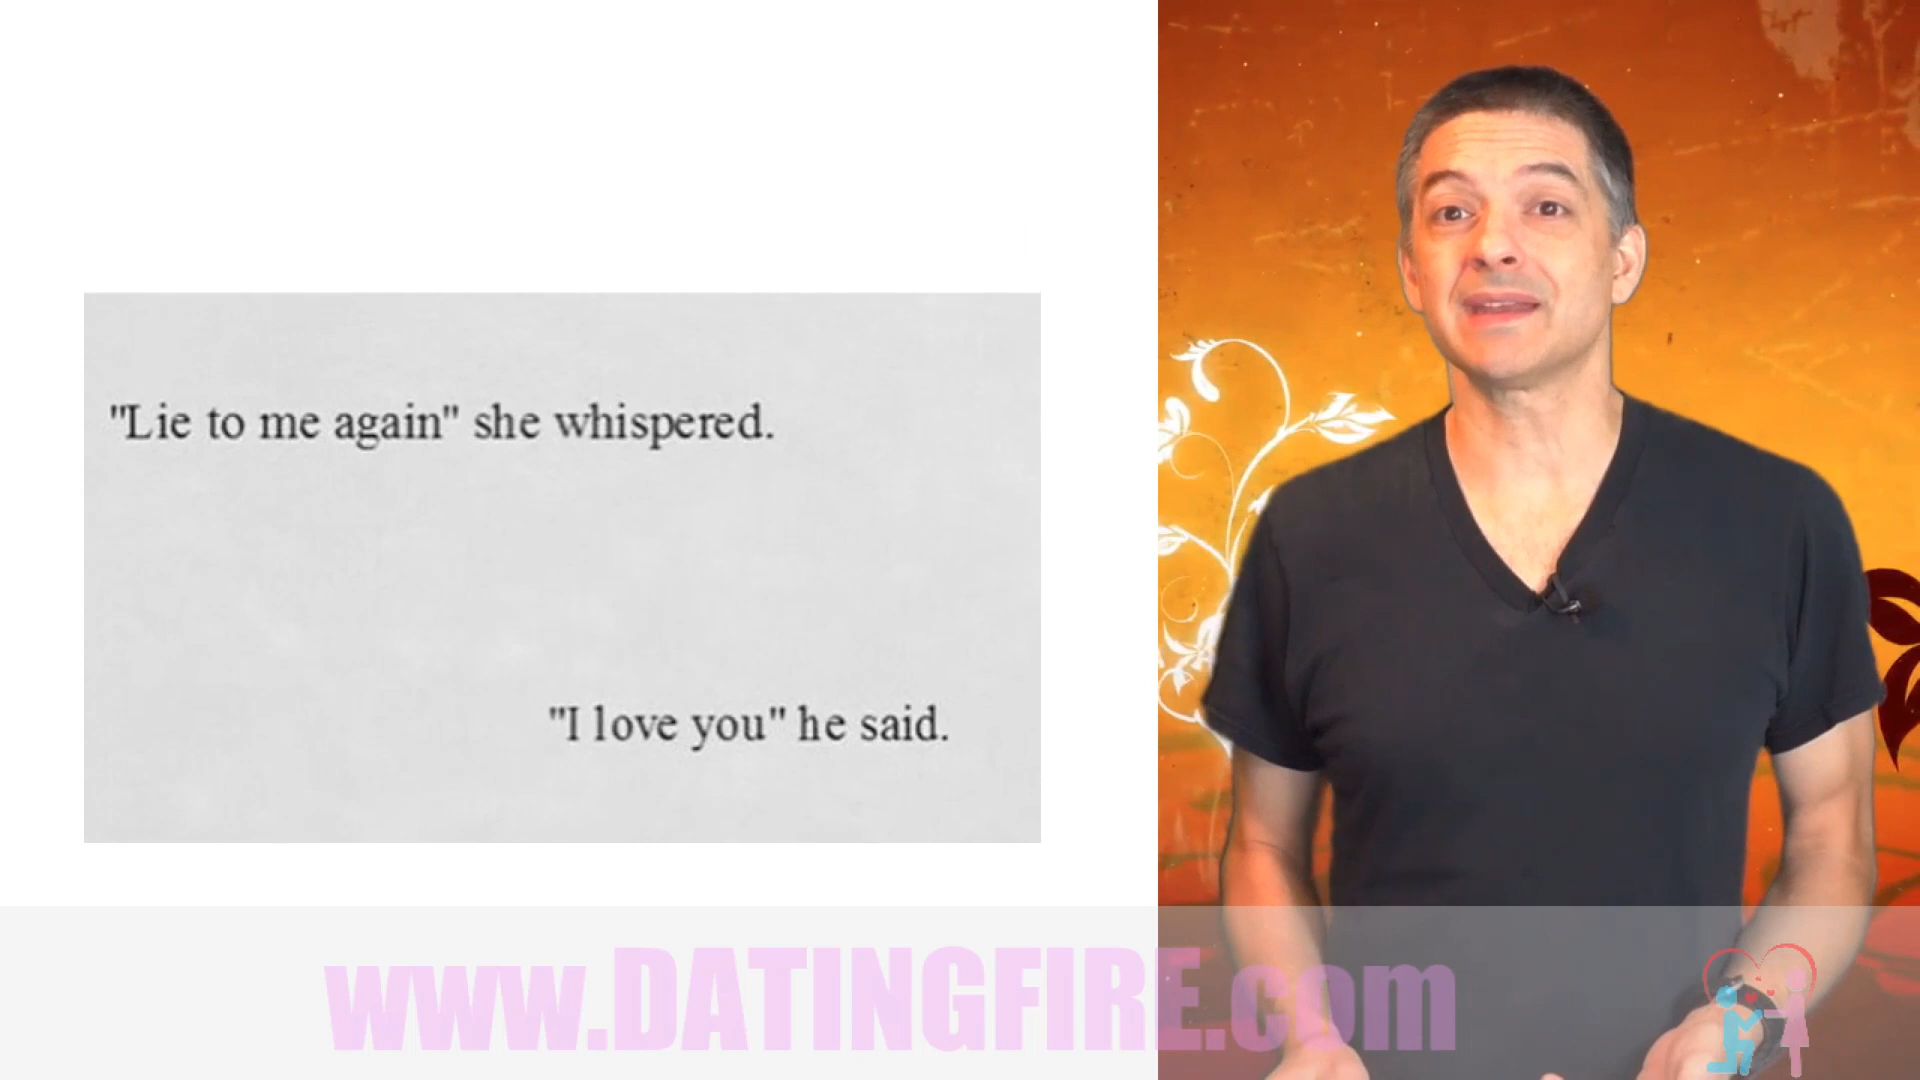 "Lie to me again" she whispered.
"I love you" he said.
www.DATINGFIRE.com